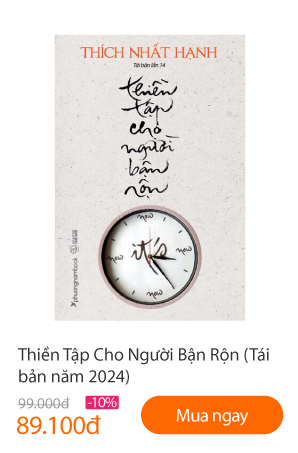 THÍCH NHẤT HẠNH
Tái bản lần 14
thiền
tập
cho
người
bận
rộn
now
now it's now
now now
now
phuongnambook
Thiền Tập Cho Người Bận Rộn (Tái
bản năm 2024)
99.000đ -10%
89.100đ
Mua ngay